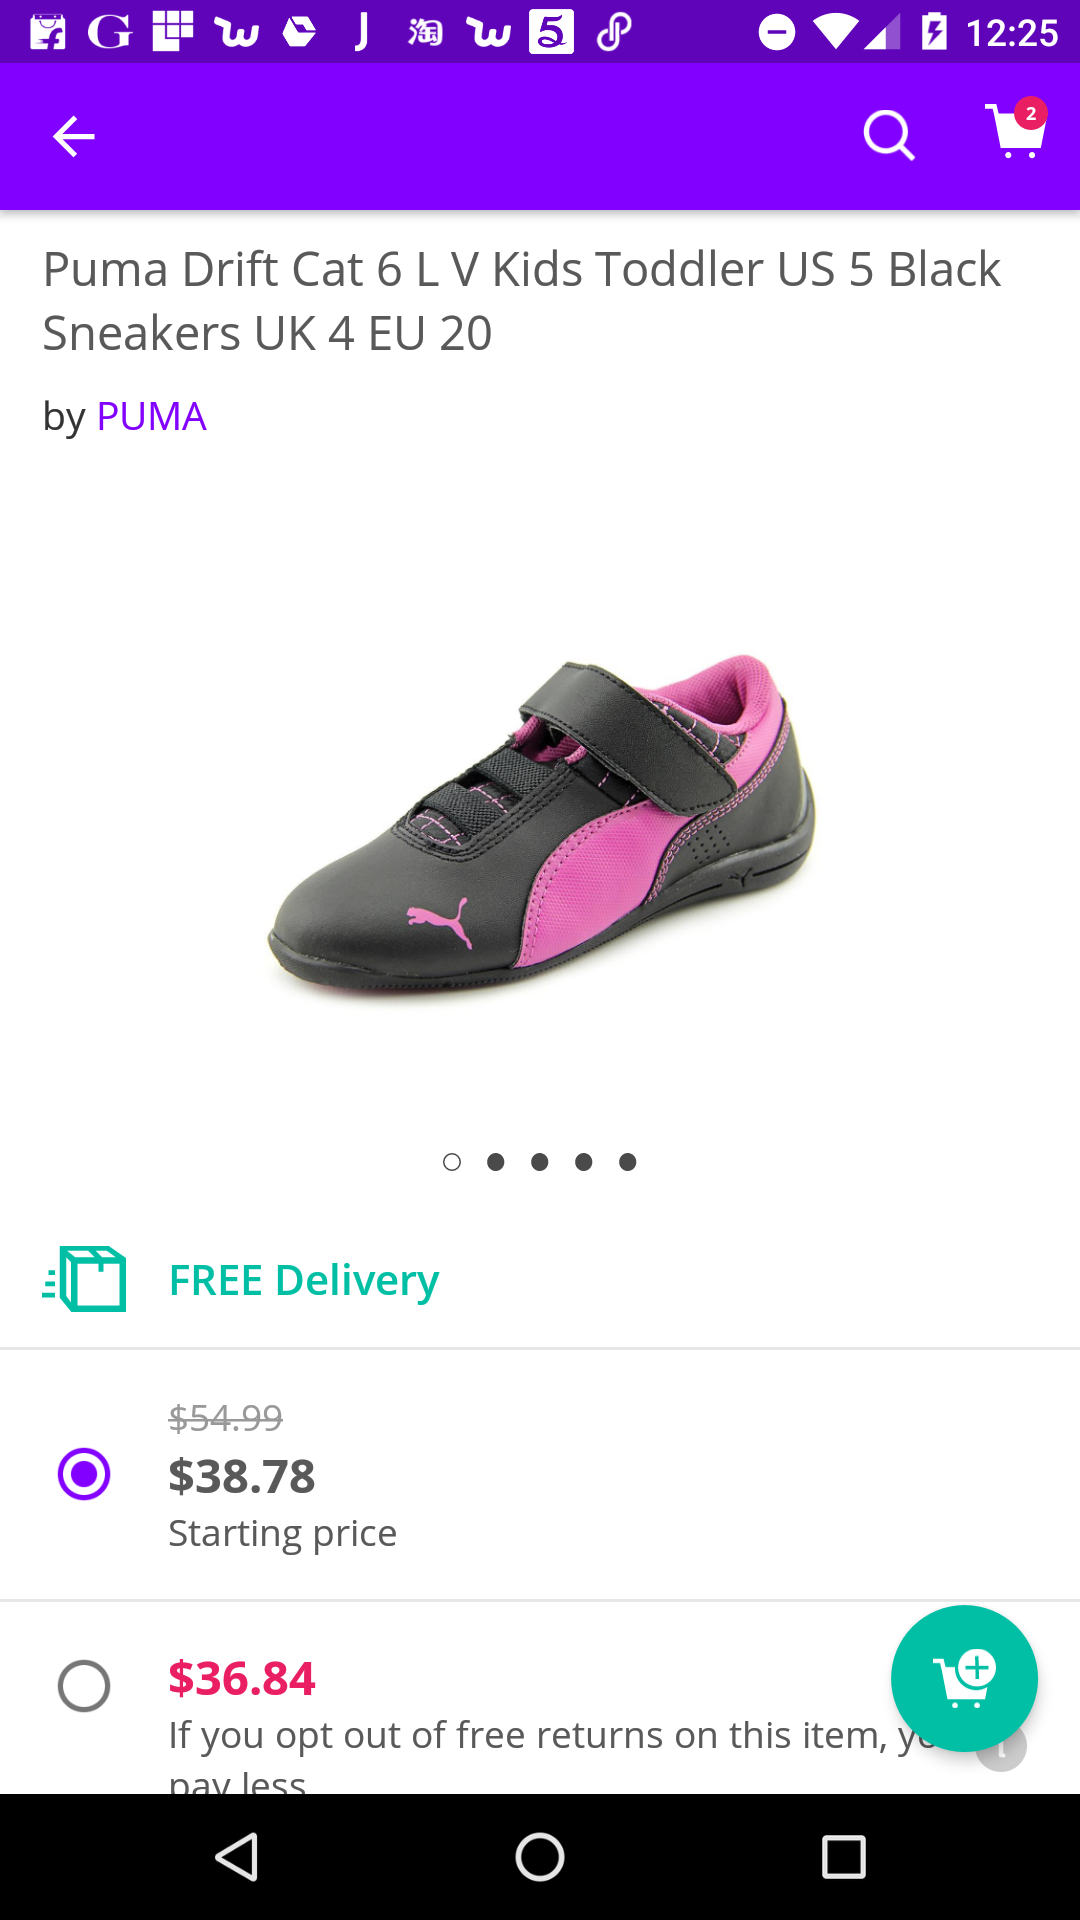 G J 淘 5 12:25
2
Puma Drift Cat 6 L V Kids Toddler US 5 Black
Sneakers UK 4 EU 20
by PUMA
FREE Delivery
$54.99
$38.78
Starting price
$36.84
If you opt out of free returns on this item,
pay less